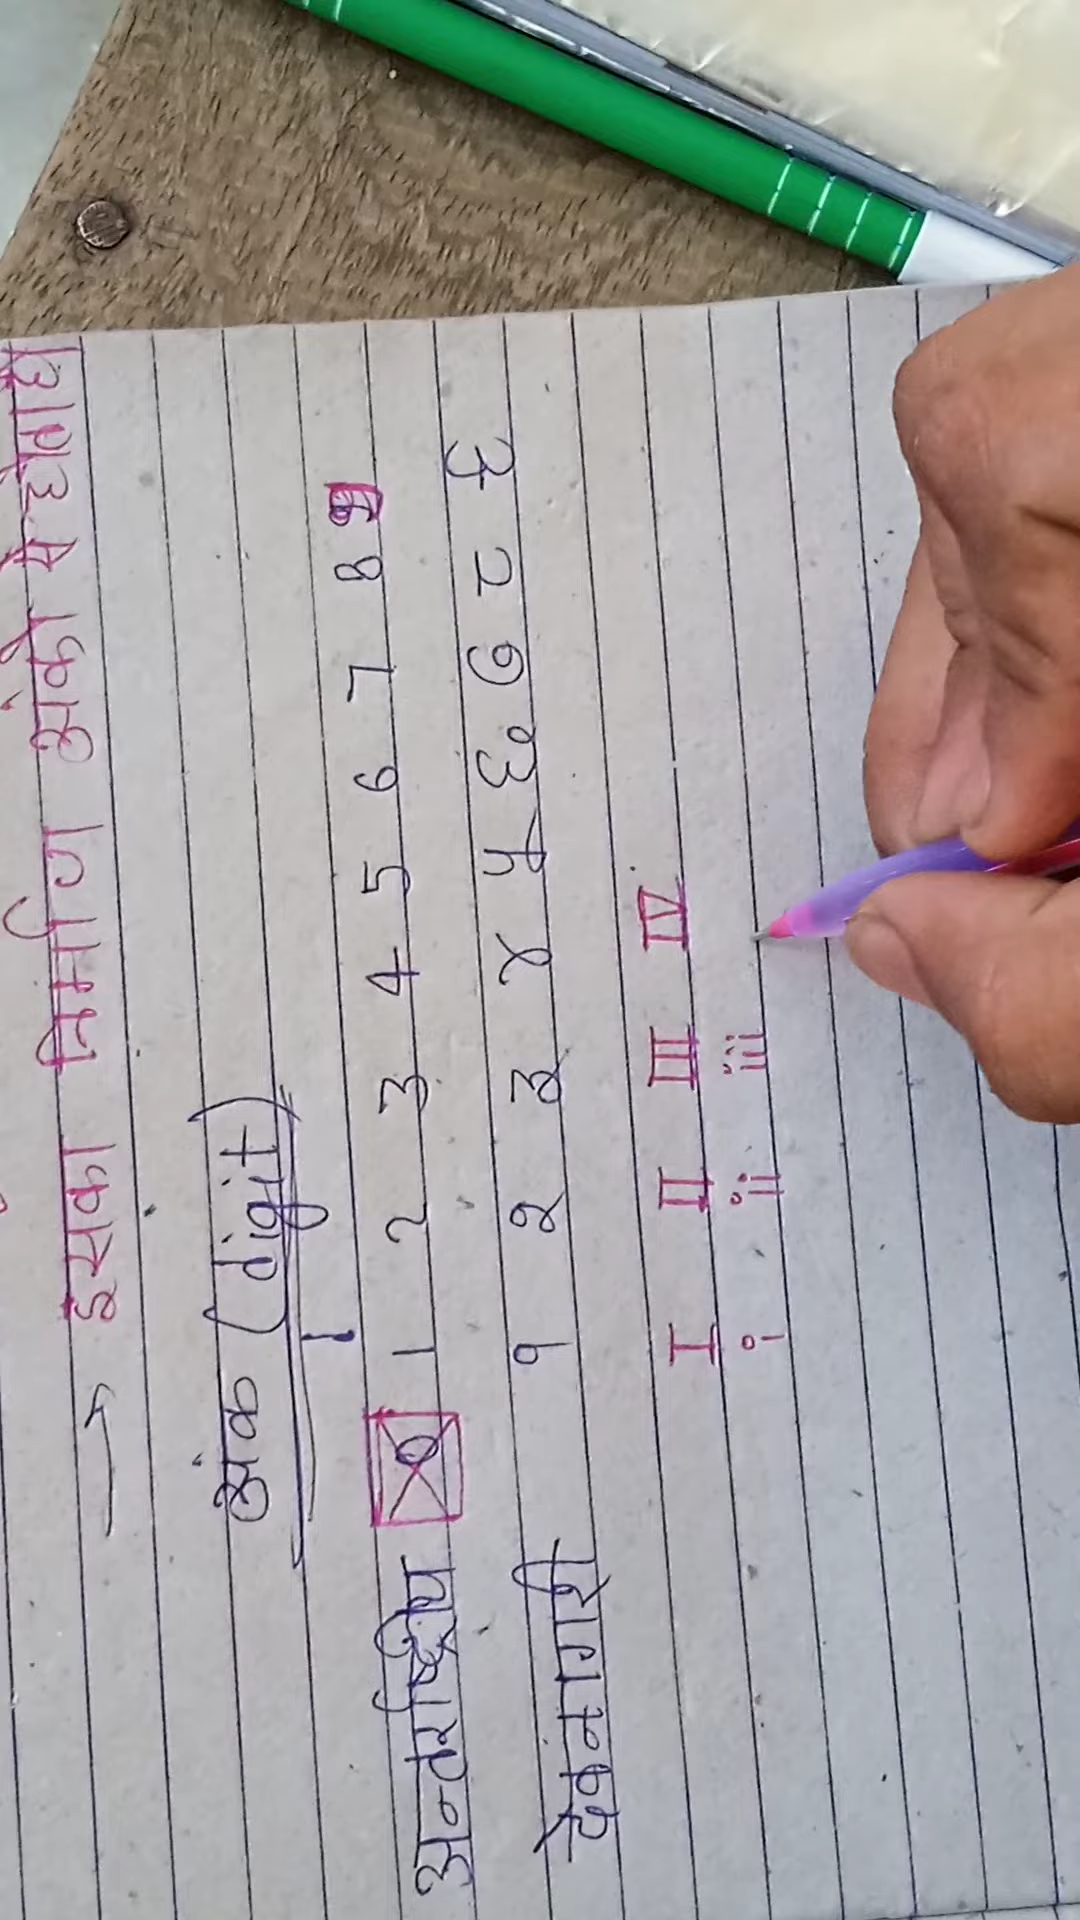 → इसका निर्माण अंको से होता है।
अंक (digit)
अन्तर्राष्ट्रीय 0 1 2 3 4 5 6 7 8 9
देवनागरी १ २ ३ ४ ५ ६ ७ ८ ९
I II III IV
i ii iii